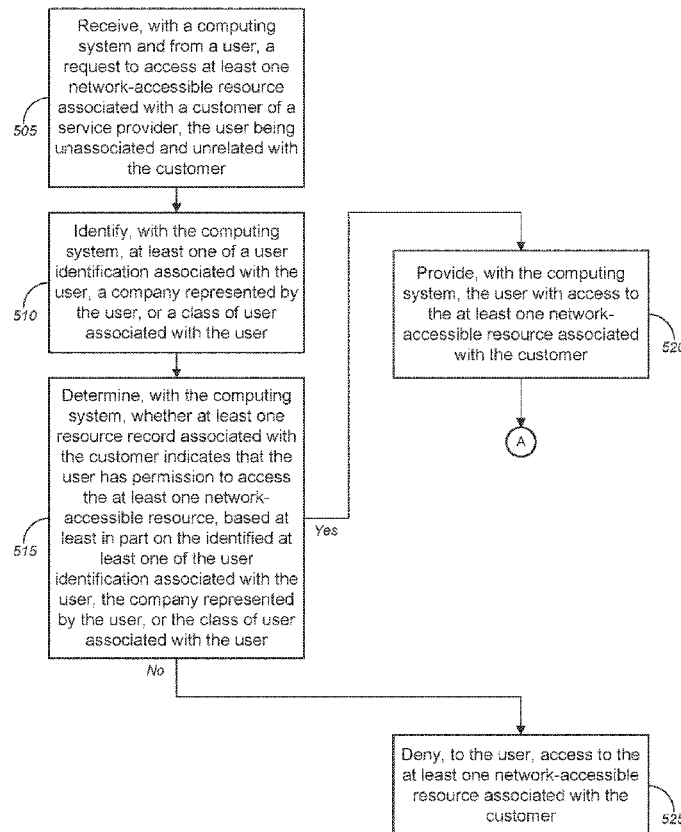 Receive, with a computing
system and from a user, a
request to access at least one
network-accessible resource
associated with a customer of a
service provider, the user being
unassociated and unrelated with
the customer
505
Identify, with the computing
system, at least one of a user
identification associated with the
user, a company represented by
the user, or a class of user
associated with the user
510
Determine, with the computing
system, whether at least one
resource record associated with
the customer indicates that the
user has permission to access
the at least one network-
accessible resource, based at
least in part on the identified at
least one of the user
identification associated with the
user, the company represented
by the user, or the class of user
associated with the user
515
Yes
No
Provide, with the computing
system, the user with access to
the at least one network-
accessible resource associated
with the customer
520
A
Deny, to the user, access to the
at least one network-accessible
resource associated with the
customer
525